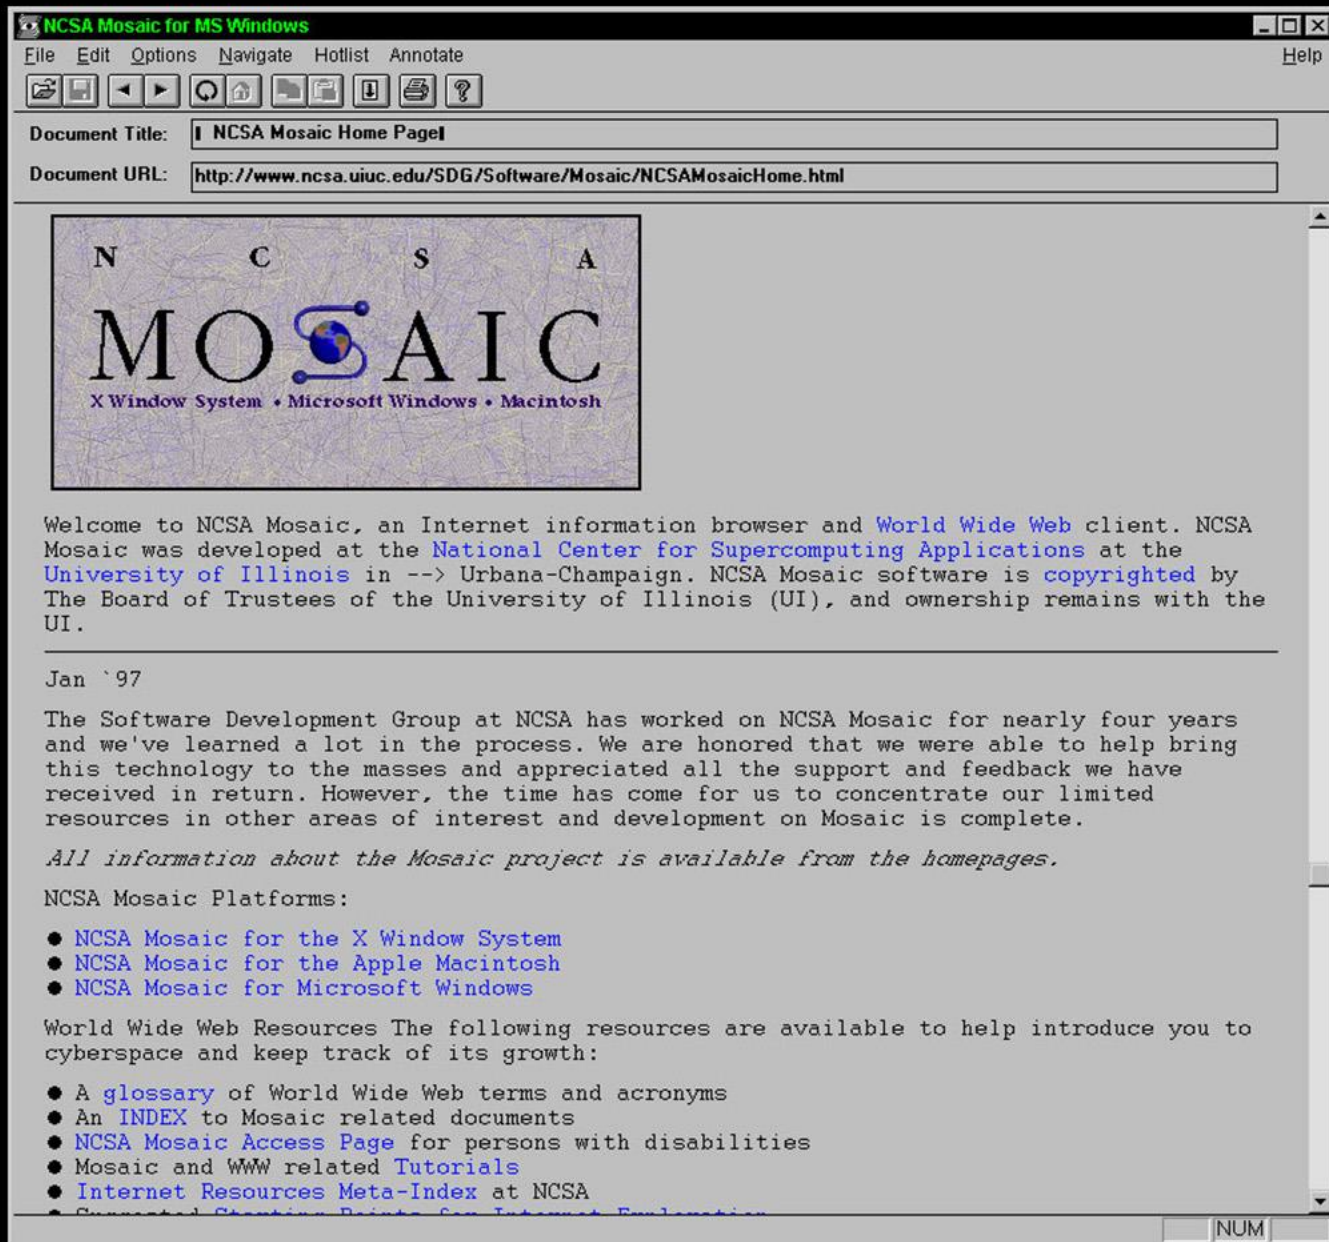 NCSA Mosaic for MS Windows
File Edit Options Navigate Hotlist Annotate Help
Document Title: NCSA Mosaic Home Page
Document URL: http://www.ncsa.uiuc.edu/SDG/Software/Mosaic/NCSAMosaicHome.html
N C S A
MOSAIC
X Window System • Microsoft Windows • Macintosh
Welcome to NCSA Mosaic, an Internet information browser and World Wide Web client. NCSA
Mosaic was developed at the National Center for Supercomputing Applications at the
University of Illinois in --> Urbana-Champaign. NCSA Mosaic software is copyrighted by
The Board of Trustees of the University of Illinois (UI), and ownership remains with the
UI.
Jan `97
The Software Development Group at NCSA has worked on NCSA Mosaic for nearly four years
and we've learned a lot in the process. We are honored that we were able to help bring
this technology to the masses and appreciated all the support and feedback we have
received in return. However, the time has come for us to concentrate our limited
resources in other areas of interest and development on Mosaic is complete.
All information about the Mosaic project is available from the homepages.
NCSA Mosaic Platforms:
● NCSA Mosaic for the X Window System
● NCSA Mosaic for the Apple Macintosh
● NCSA Mosaic for Microsoft Windows
World Wide Web Resources The following resources are available to help introduce you to
cyberspace and keep track of its growth:
● A glossary of World Wide Web terms and acronyms
● An INDEX to Mosaic related documents
● NCSA Mosaic Access Page for persons with disabilities
● Mosaic and WWW related Tutorials
● Internet Resources Meta-Index at NCSA
● Suggested Starting Points for Internet Exploration
NUM